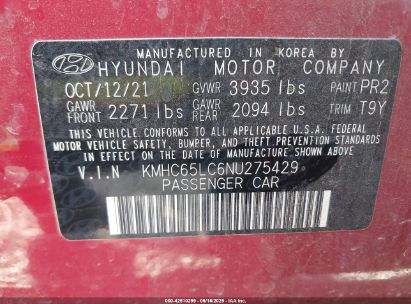 MANUFACTURED IN KOREA BY
HYUNDAI MOTOR COMPANY
OCT/12/21 GVWR 3935 lbs PAINT PR2
GAWR FRONT 2271 lbs GAWR REAR 2094 lbs TRIM T9Y
THIS VEHICLE CONFORMS TO ALL APPLICABLE U.S.A. FEDERAL
MOTOR VEHICLE SAFETY, BUMPER, AND THEFT PREVENTION
STANDARDS IN EFFECT ON THE DATE OF MANUFACTURE SHOWN ABOVE.
V.I.N KMHC65LC6NU275429
PASSENGER CAR